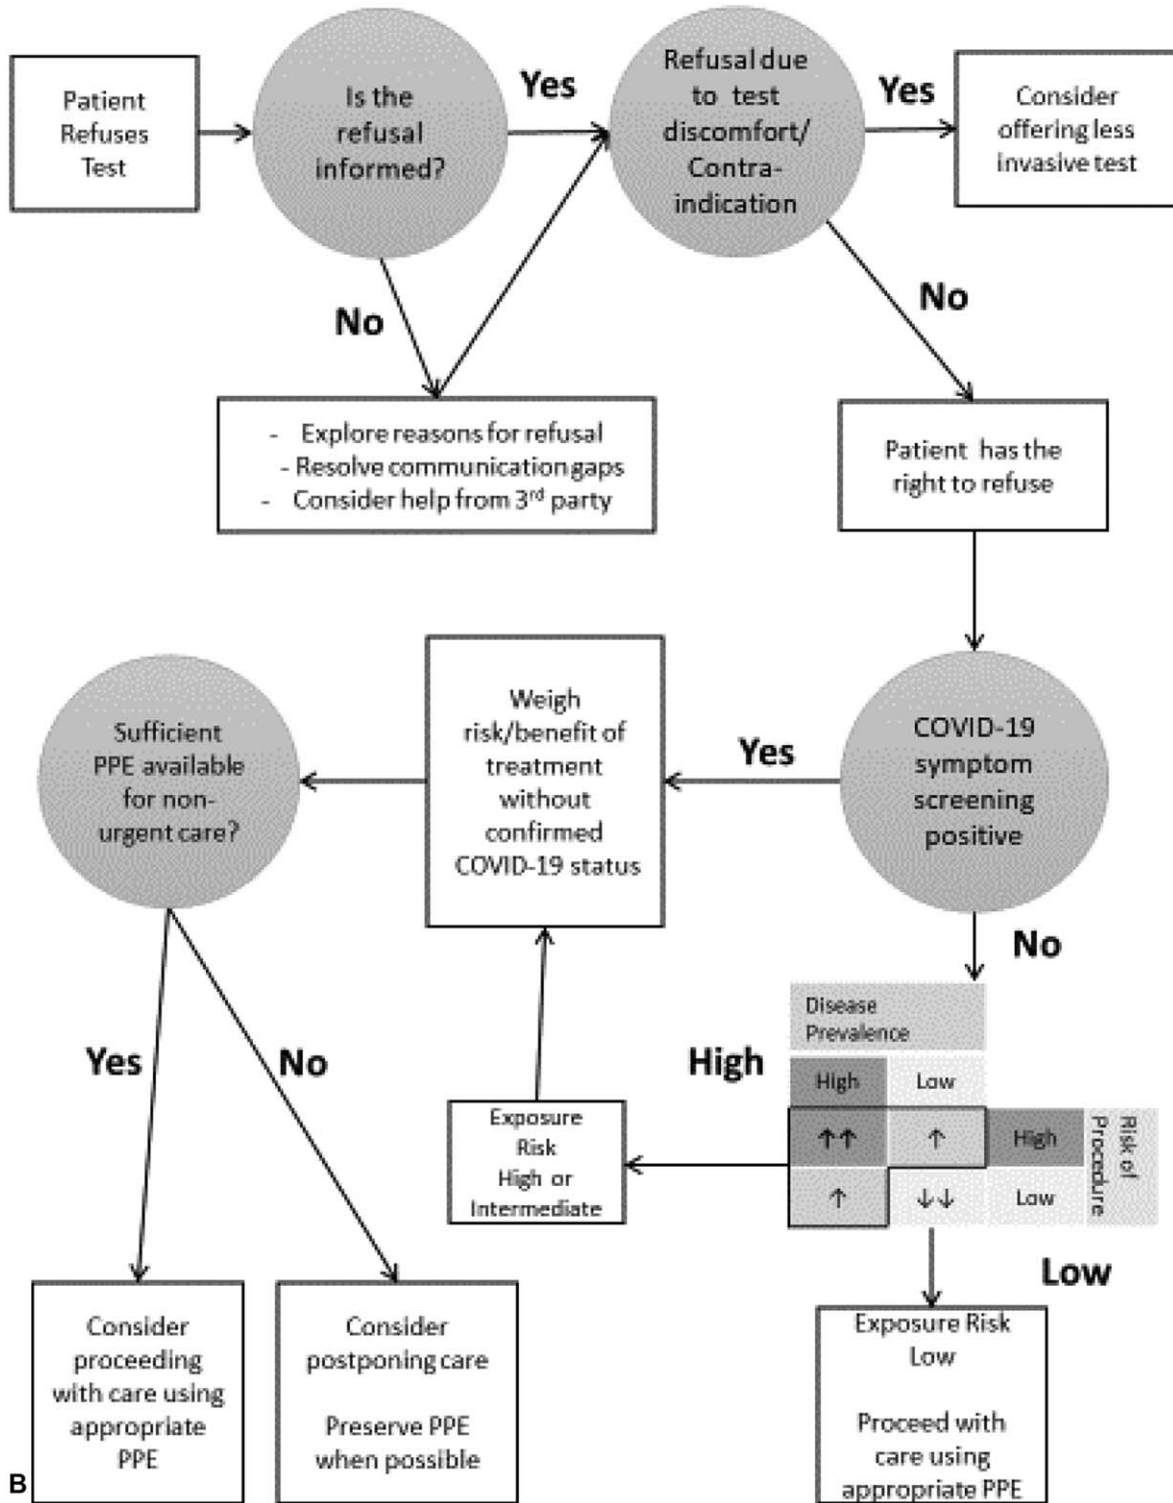 Patient
Refuses
Test
Is the
refusal
informed?
Yes
Refusal due
to test
discomfort/
Contra-
indication
Yes
Consider
offering less
invasive test
No
No
- Explore reasons for refusal
- Resolve communication gaps
- Consider help from 3rd party
Patient has the
right to refuse
Sufficient
PPE available
for non-
urgent care?
Weigh
risk/benefit of
treatment
without
confirmed
COVID-19 status
Yes
COVID-19
symptom
screening
positive
No
Disease
Prevalence
High
High
Low
Yes
No
Exposure
Risk
High or
Intermediate
↑↑
↑
High
Risk of
Procedure
↑
↓↓
Low
Low
Consider
proceeding
with care using
appropriate
PPE
Consider
postponing care
Preserve PPE
when possible
Exposure Risk
Low
Proceed with
care using
appropriate PPE
B